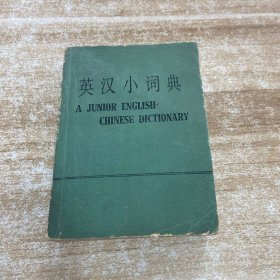 英汉小词典
A JUNIOR ENGLISH-
CHINESE DICTIONARY